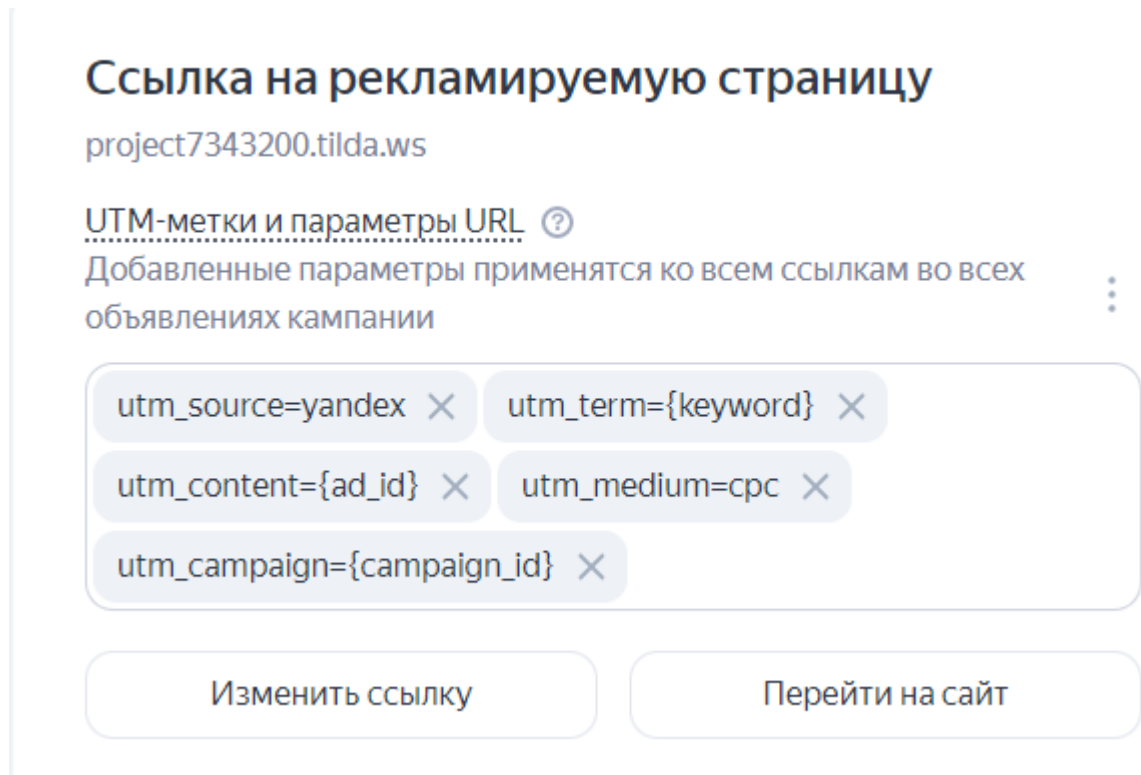 Ссылка на рекламируемую страницу
project7343200.tilda.ws
UTM-метки и параметры URL ?
Добавленные параметры применятся ко всем ссылкам во всех
объявлениях кампании
utm_source=yandex × utm_term={keyword} ×
utm_content={ad_id} × utm_medium=cpc ×
utm_campaign={campaign_id} ×
Изменить ссылку Перейти на сайт